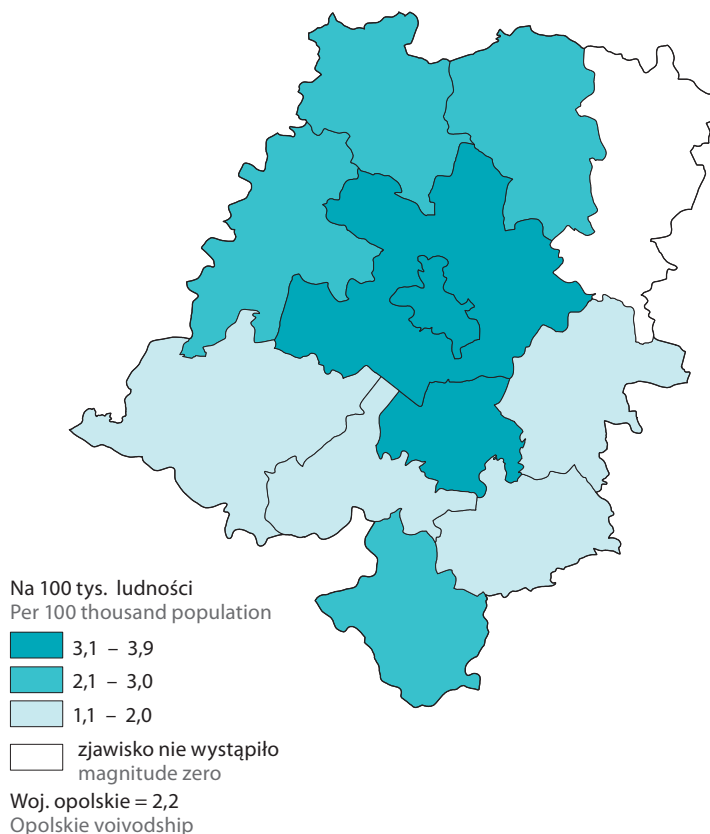 Na 100 tys. ludności
Per 100 thousand population
3,1 – 3,9
2,1 – 3,0
1,1 – 2,0
zjawisko nie wystąpiło
magnitude zero
Woj. opolskie = 2,2
Opolskie voivodship